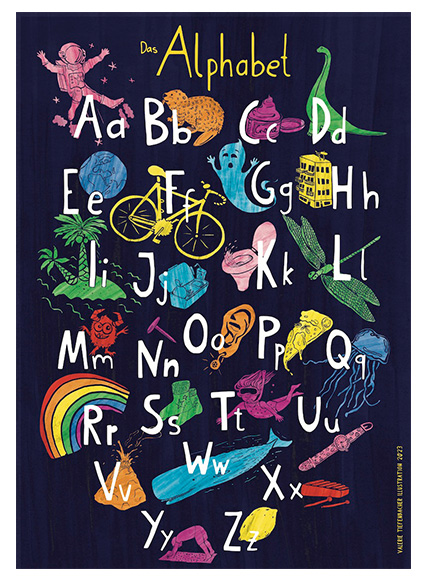 Das Alphabet
Aa Bb Cc Dd
Ee Ff Gg Hh
Ii Jj Kk Ll
Mm Nn Oo Pp Qq
Rr Ss Tt Uu
Vv Ww Xx
Yy Zz
VALERIE TIEFENBACHER ILLUSTRATION 2023